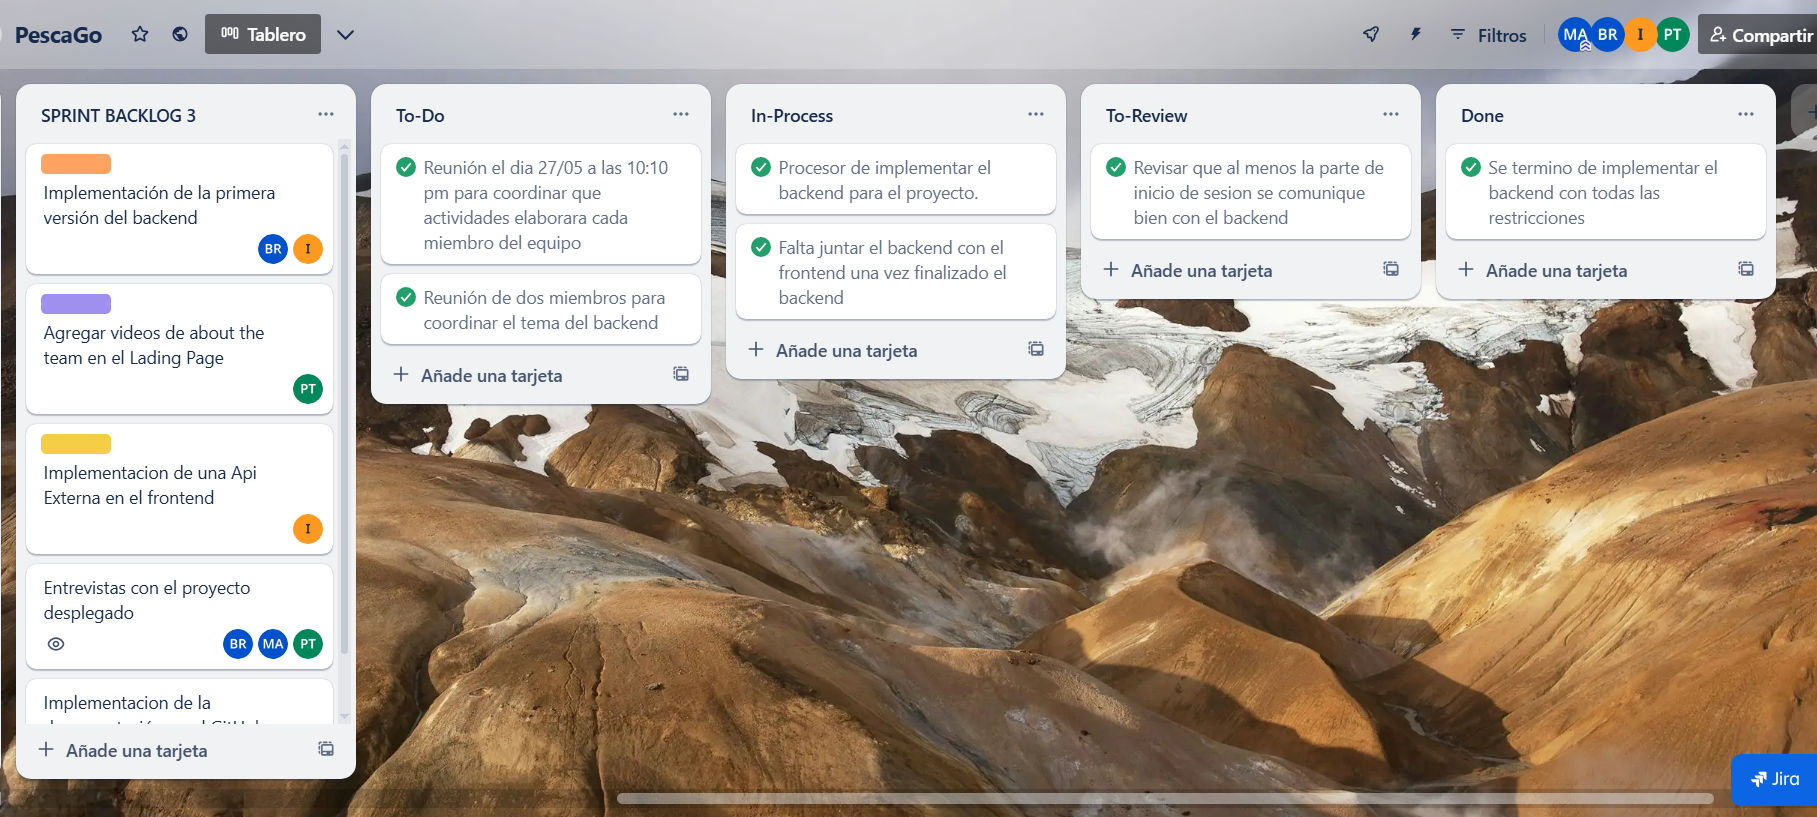 PescaGo
Tablero
Filtros
MA
BR
I
PT
Compartir
SPRINT BACKLOG 3
Implementación de la primera
versión del backend
BR
I
Agregar videos de about the
team en el Lading Page
PT
Implementacion de una Api
Externa en el frontend
I
Entrevistas con el proyecto
desplegado
BR
MA
PT
Implementacion de la
Añade una tarjeta
To-Do
Reunión el dia 27/05 a las 10:10
pm para coordinar que
actividades elaborara cada
miembro del equipo
Reunión de dos miembros para
coordinar el tema del backend
Añade una tarjeta
In-Process
Procesor de implementar el
backend para el proyecto.
Falta juntar el backend con el
frontend una vez finalizado el
backend
Añade una tarjeta
To-Review
Revisar que al menos la parte de
inicio de sesion se comunique
bien con el backend
Añade una tarjeta
Done
Se termino de implementar el
backend con todas las
restricciones
Añade una tarjeta
Jira